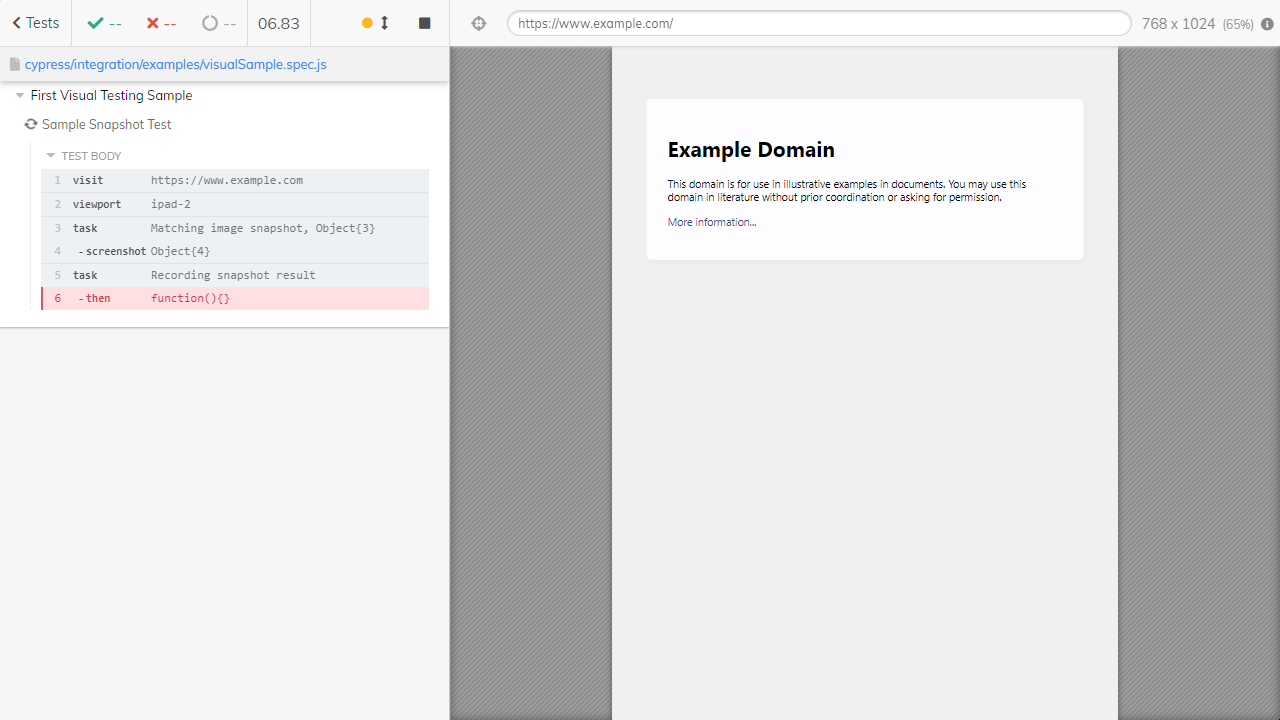 Tests -- -- -- 06.83
cypress/integration/examples/visualSample.spec.js
First Visual Testing Sample
Sample Snapshot Test
TEST BODY
1 visit https://www.example.com
2 viewport ipad-2
3 task Matching image snapshot, Object{3}
4 -screenshot Object{4}
5 task Recording snapshot result
6 -then function(){}
https://www.example.com/ 768 x 1024 (65%)
Example Domain
This domain is for use in illustrative examples in documents. You may use this
domain in literature without prior coordination or asking for permission.
More information...